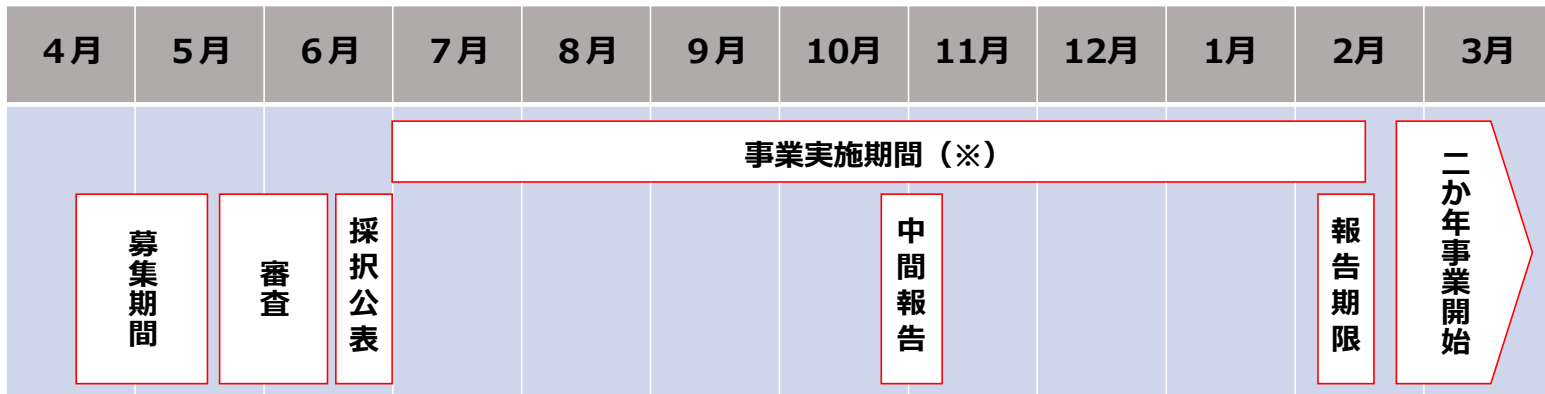 ４月 ５月 ６月 ７月 ８月 ９月 10月 11月 12月 1月 2月 3月
事業実施期間（※）
募集期間
審査
採択公表
中間報告
報告期限
二か年事業開始